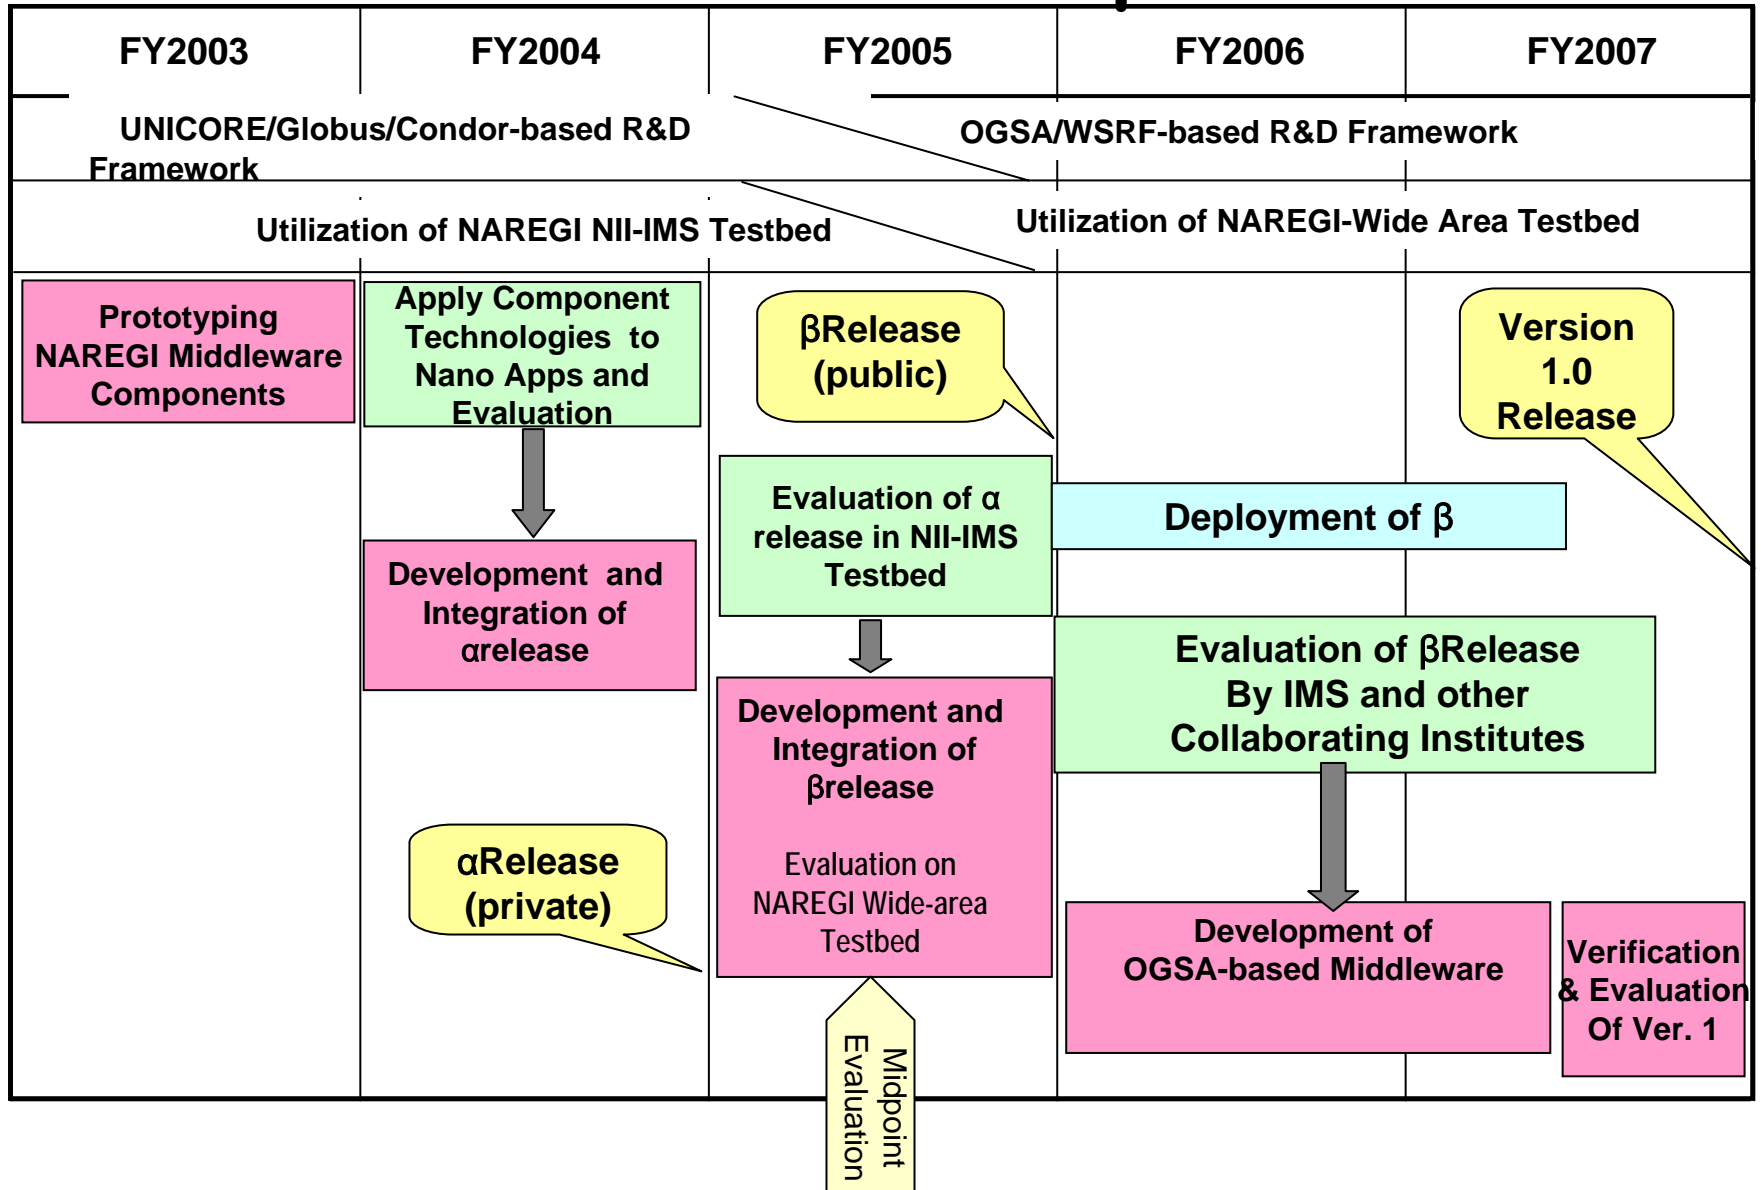 FY2003
FY2004
FY2005
FY2006
FY2007
UNICORE/Globus/Condor-based R&D
Framework
OGSA/WSRF-based R&D Framework
Utilization of NAREGI NII-IMS Testbed
Utilization of NAREGI-Wide Area Testbed
Prototyping
NAREGI Middleware
Components
Apply Component
Technologies to
Nano Apps and
Evaluation
βRelease
(public)
Version
1.0
Release
Evaluation of α
release in NII-IMS
Testbed
Deployment of β
Development and
Integration of
αrelease
Evaluation of βRelease
By IMS and other
Collaborating Institutes
Development and
Integration of
βrelease
Evaluation on
NAREGI Wide-area
Testbed
αRelease
(private)
Development of
OGSA-based Middleware
Verification
& Evaluation
Of Ver. 1
Midpoint
Evaluation